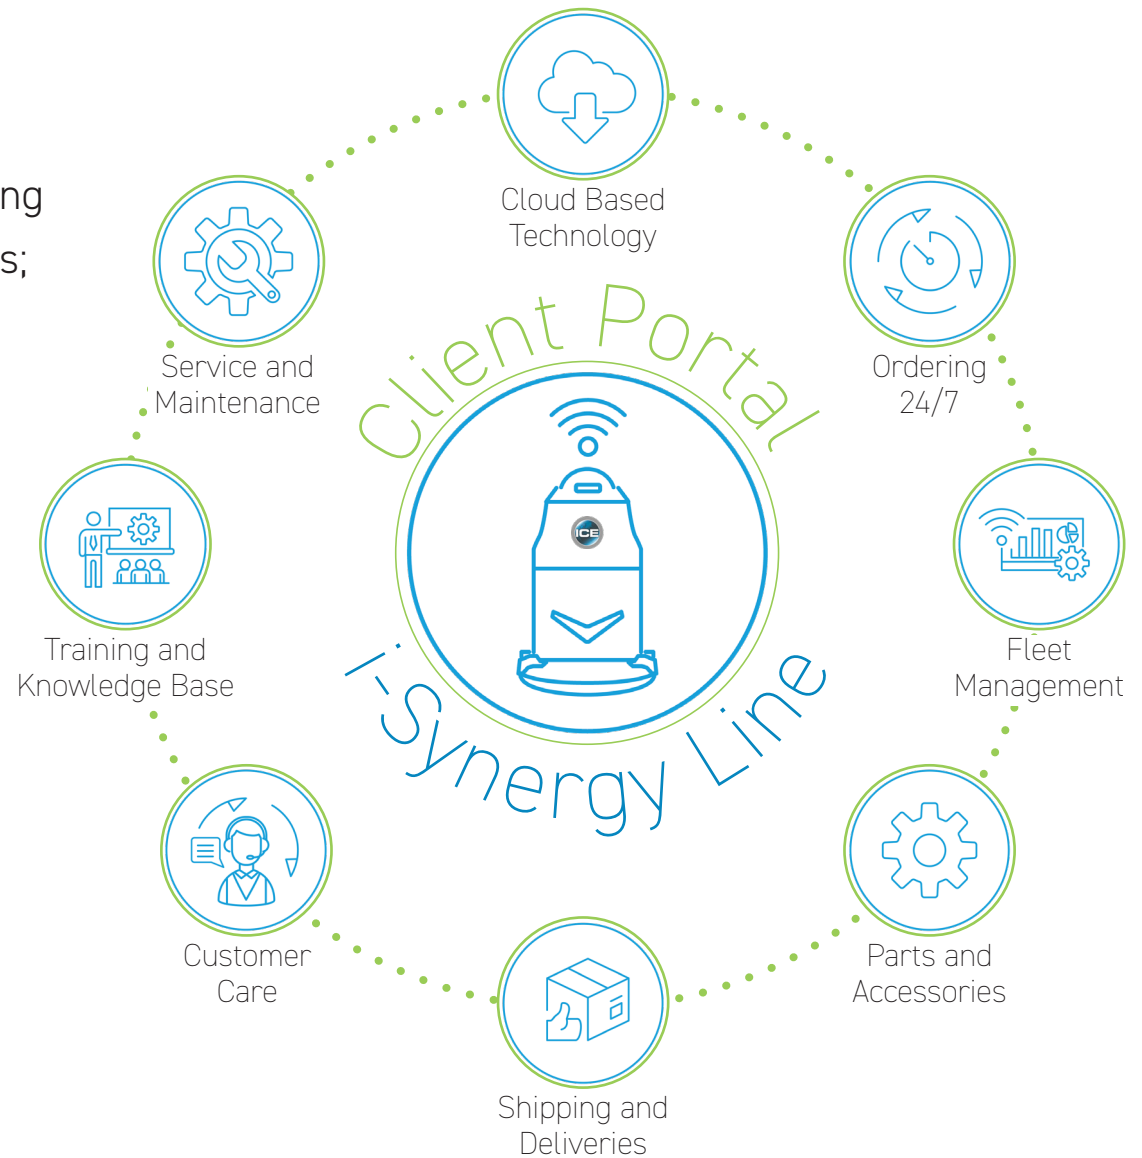 ng
s;
Cloud Based
Technology
Ordering
24/7
Fleet
Management
Parts and
Accessories
Shipping and
Deliveries
Customer
Care
Training and
Knowledge Base
Service and
Maintenance
Client Portal
ICE
i-Synergy Line